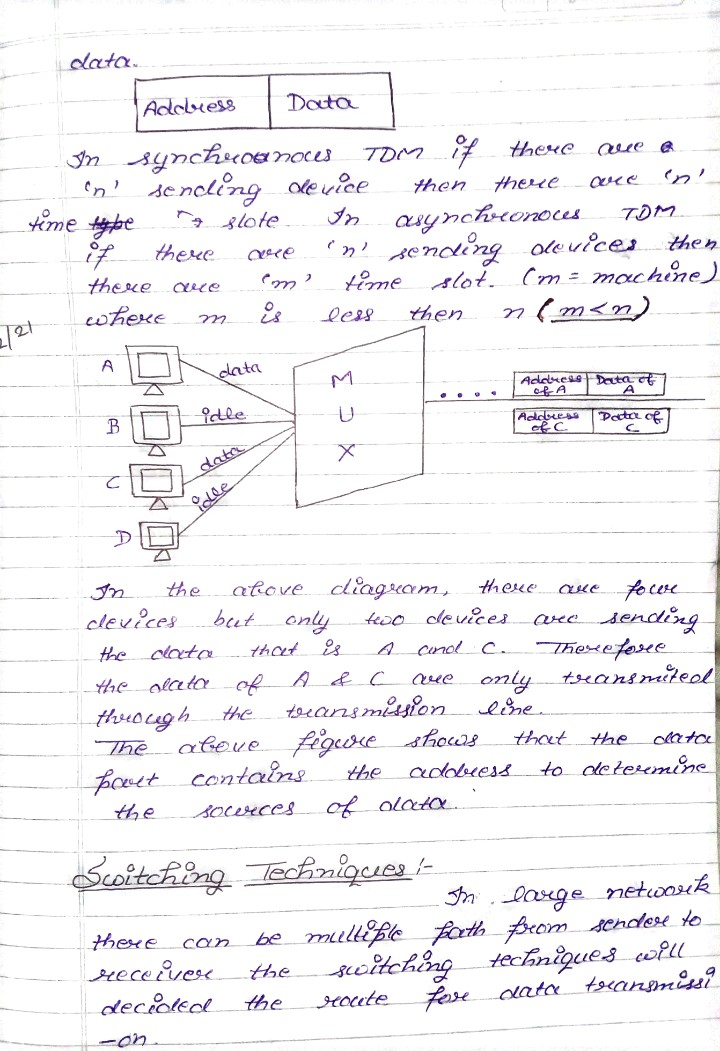 data.
Address | Data
In synchronous TDM if there are
'n' sending device then there are 'n'
time slote. In asynchronous TDM
if there are 'n' sending devices then
there are 'm' time slot. (m = machine)
where m is less then n (m<n)
/21
A data
B idle
C data
D idle
M
U
X
....
Address of A | Data of A
Address of C | Data of C
In the above diagram, there are four
devices but only two devices are sending
the data that is A and C. Therefore
the data of A & C are only transmited
through the transmission line.
The above figure shows that the data
part contains the address to determine
the sources of data.
Switching Techniques :-
In large network
there can be multiple path from sender to
receiver the switching techniques will
decided the route for data transmissi
-on.